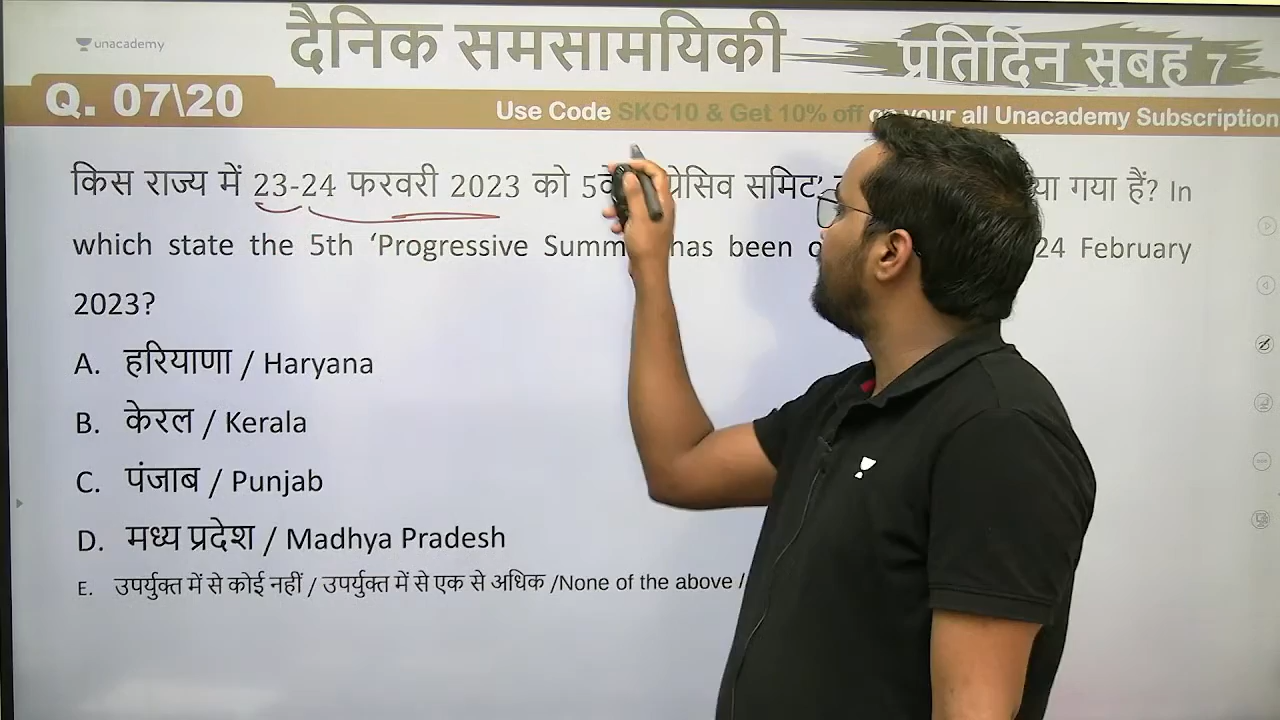 unacademy
दैनिक समसामयिकी
प्रतिदिन सुबह 7
Q. 07\20
Use Code SKC10 & Get 10% off on your all Unacademy Subscription
किस राज्य में 23-24 फरवरी 2023 को 5वें समिट’ गया हैं? In
which state the 5th ‘Progressive has been 24 February
2023?
A. हरियाणा / Haryana
B. केरल / Kerala
C. पंजाब / Punjab
D. मध्य प्रदेश / Madhya Pradesh
E. उपर्युक्त में से कोई नहीं / उपर्युक्त में से एक से अधिक /None of the above /